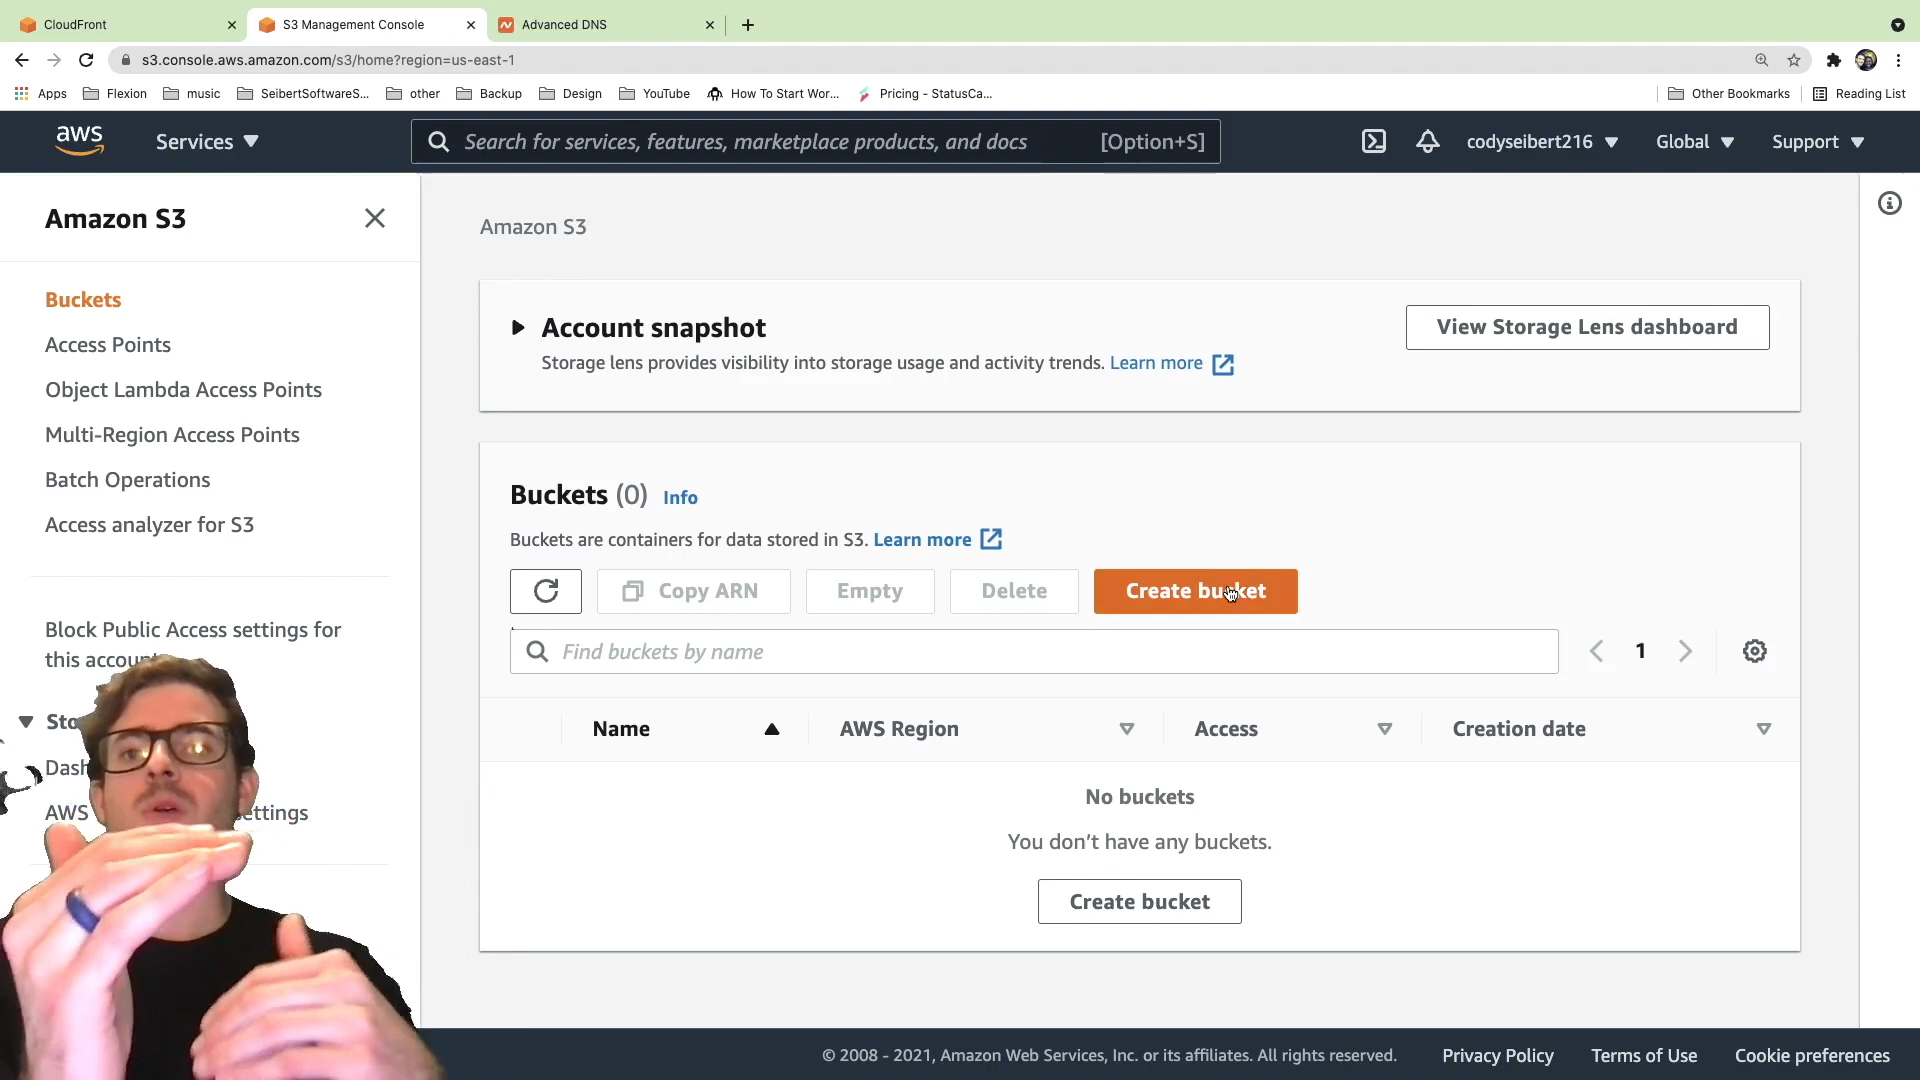 CloudFront
S3 Management Console
Advanced DNS
s3.console.aws.amazon.com/s3/home?region=us-east-1
Apps
Flexion
music
SeibertSoftwareS...
other
Backup
Design
YouTube
How To Start Wor...
Pricing - StatusCa...
Other Bookmarks
Reading List
aws
Services
Search for services, features, marketplace products, and docs
[Option+S]
codyseibert216
Global
Support
Amazon S3
Buckets
Access Points
Object Lambda Access Points
Multi-Region Access Points
Batch Operations
Access analyzer for S3
Block Public Access settings for
this
AWS
Amazon S3
Account snapshot
Storage lens provides visibility into storage usage and activity trends. Learn more
View Storage Lens dashboard
Buckets (0) Info
Buckets are containers for data stored in S3. Learn more
Copy ARN
Empty
Delete
Create bucket
Find buckets by name
1
Name
AWS Region
Access
Creation date
No buckets
You don't have any buckets.
Create bucket
© 2008 - 2021, Amazon Web Services, Inc. or its affiliates. All rights reserved.
Privacy Policy
Terms of Use
Cookie preferences